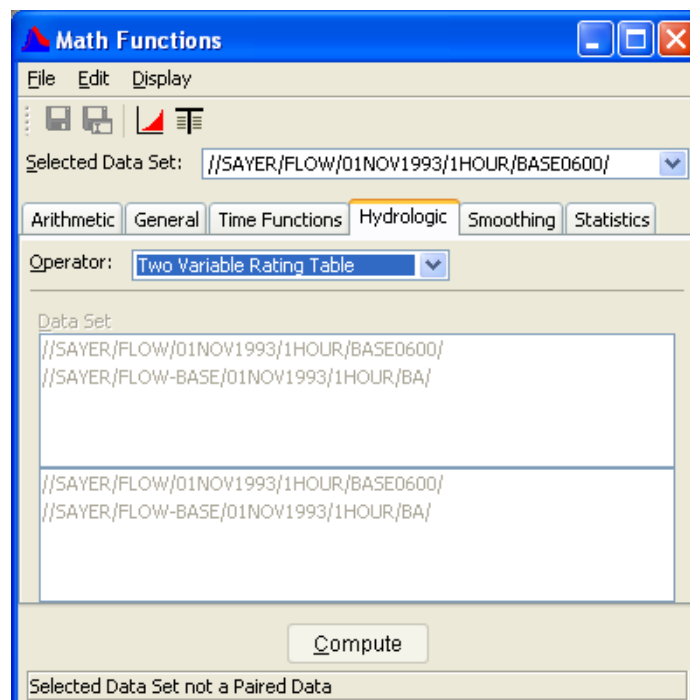 Math Functions
File Edit Display
Selected Data Set: //SAYER/FLOW/01NOV1993/1HOUR/BASE0600/
Arithmetic General Time Functions Hydrologic Smoothing Statistics
Operator: Two Variable Rating Table
Data Set
//SAYER/FLOW/01NOV1993/1HOUR/BASE0600/
//SAYER/FLOW-BASE/01NOV1993/1HOUR/BA/
//SAYER/FLOW/01NOV1993/1HOUR/BASE0600/
//SAYER/FLOW-BASE/01NOV1993/1HOUR/BA/
Compute
Selected Data Set not a Paired Data